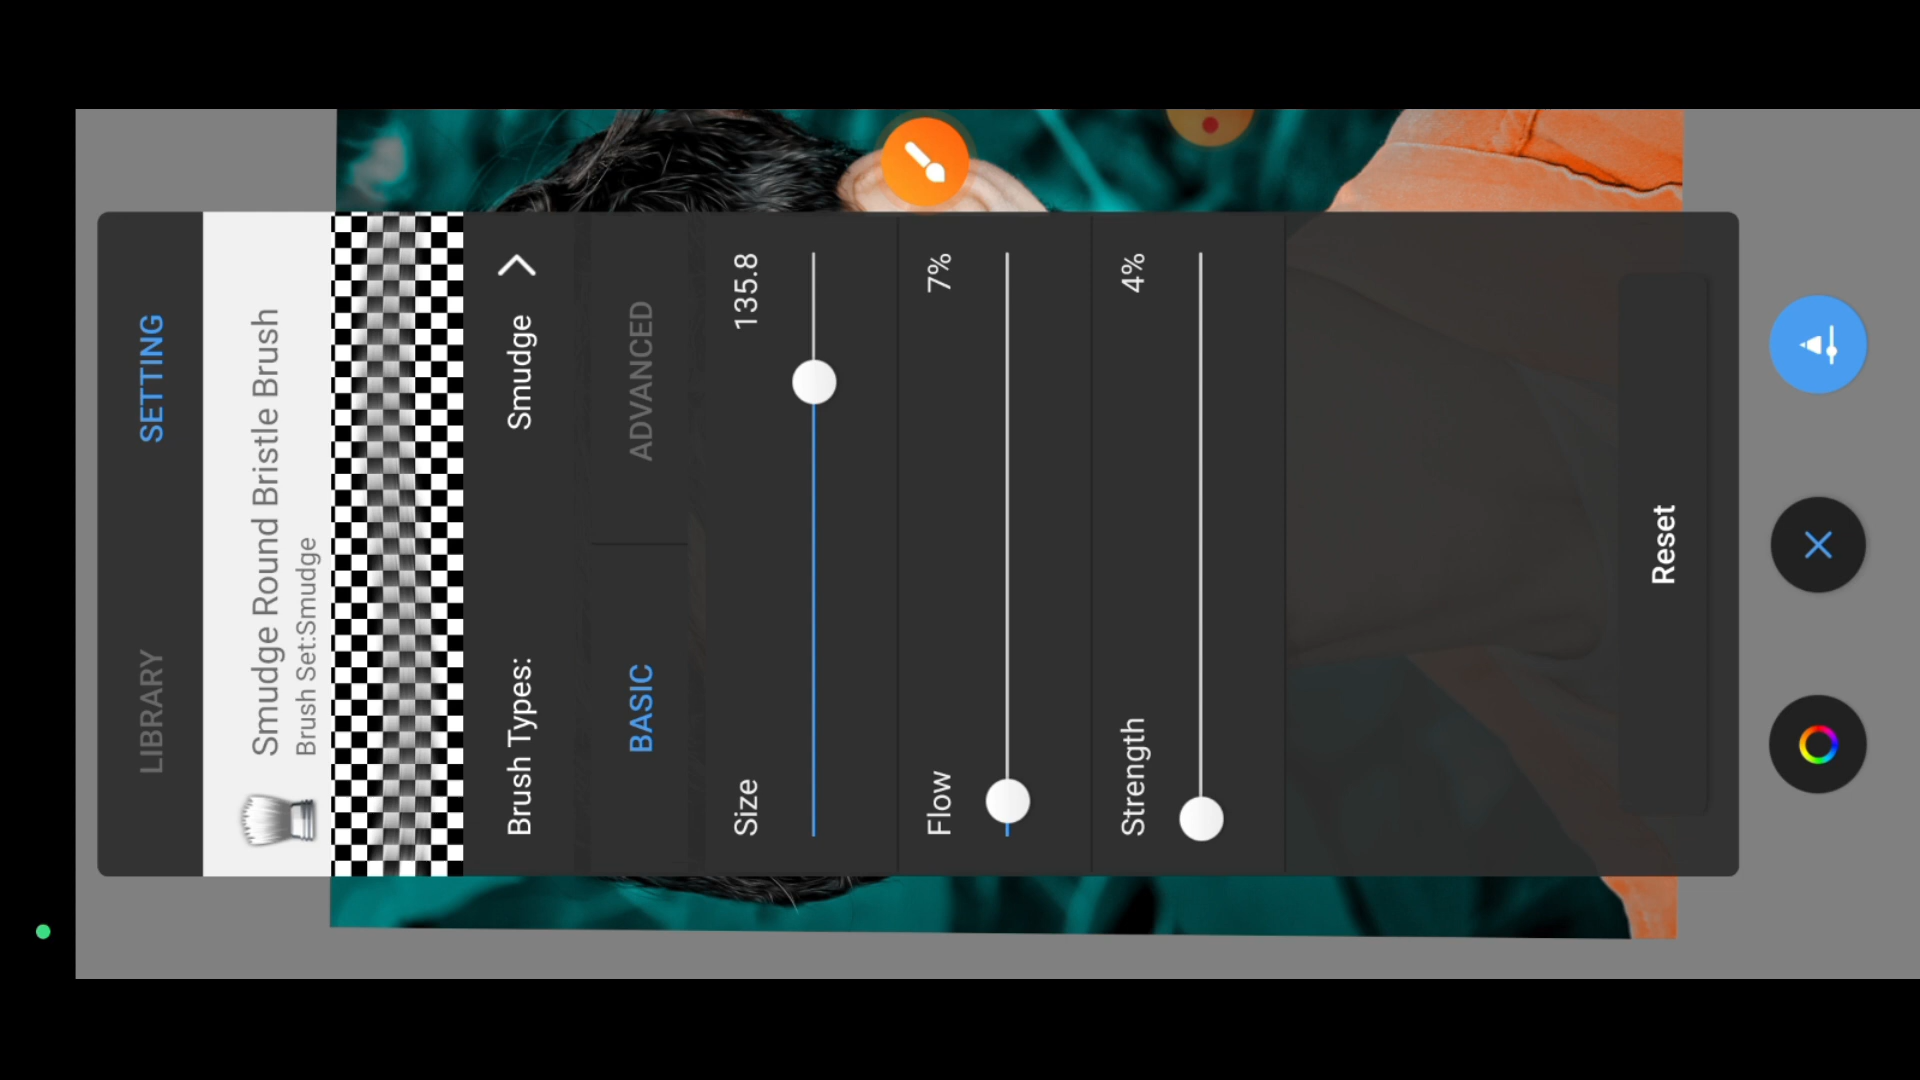 LIBRARY SETTING
Smudge Round Bristle Brush
Brush Set:Smudge
Brush Types: Smudge
BASIC ADVANCED
Size 135.8
Flow 7%
Strength 4%
Reset